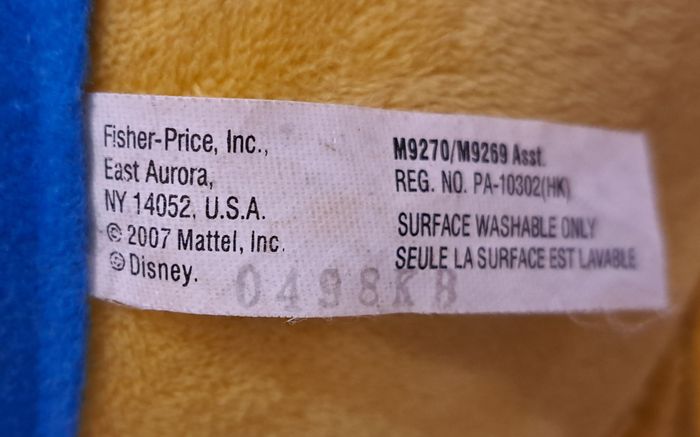 Fisher-Price, Inc.,
East Aurora,
NY 14052, U.S.A.
© 2007 Mattel, Inc.
© Disney.
M9270/M9269 Asst.
REG. NO. PA-10302(HK)
SURFACE WASHABLE ONLY
SEULE LA SURFACE EST LAVABLE
0498KB